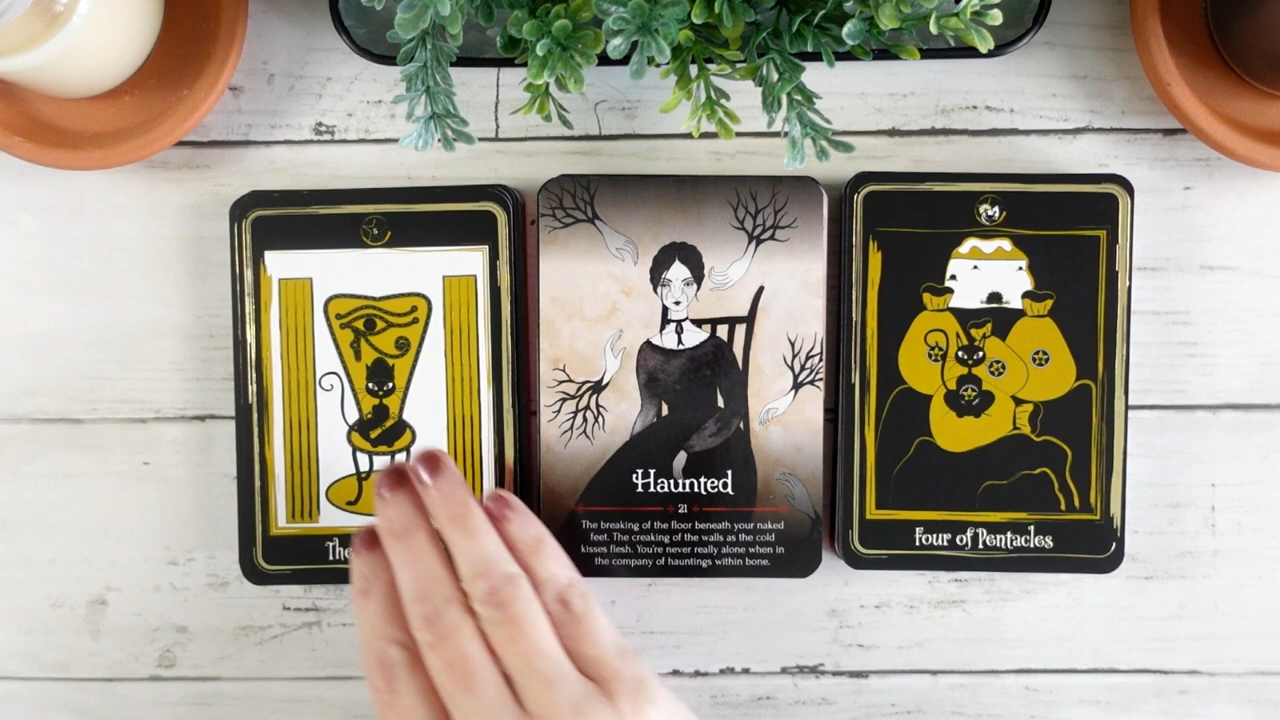 The
Haunted
21
The breaking of the floor beneath your naked
feet. The creaking of the walls as the cold
kisses flesh. You're never really alone when in
the company of hauntings within bone.
Four of Pentacles